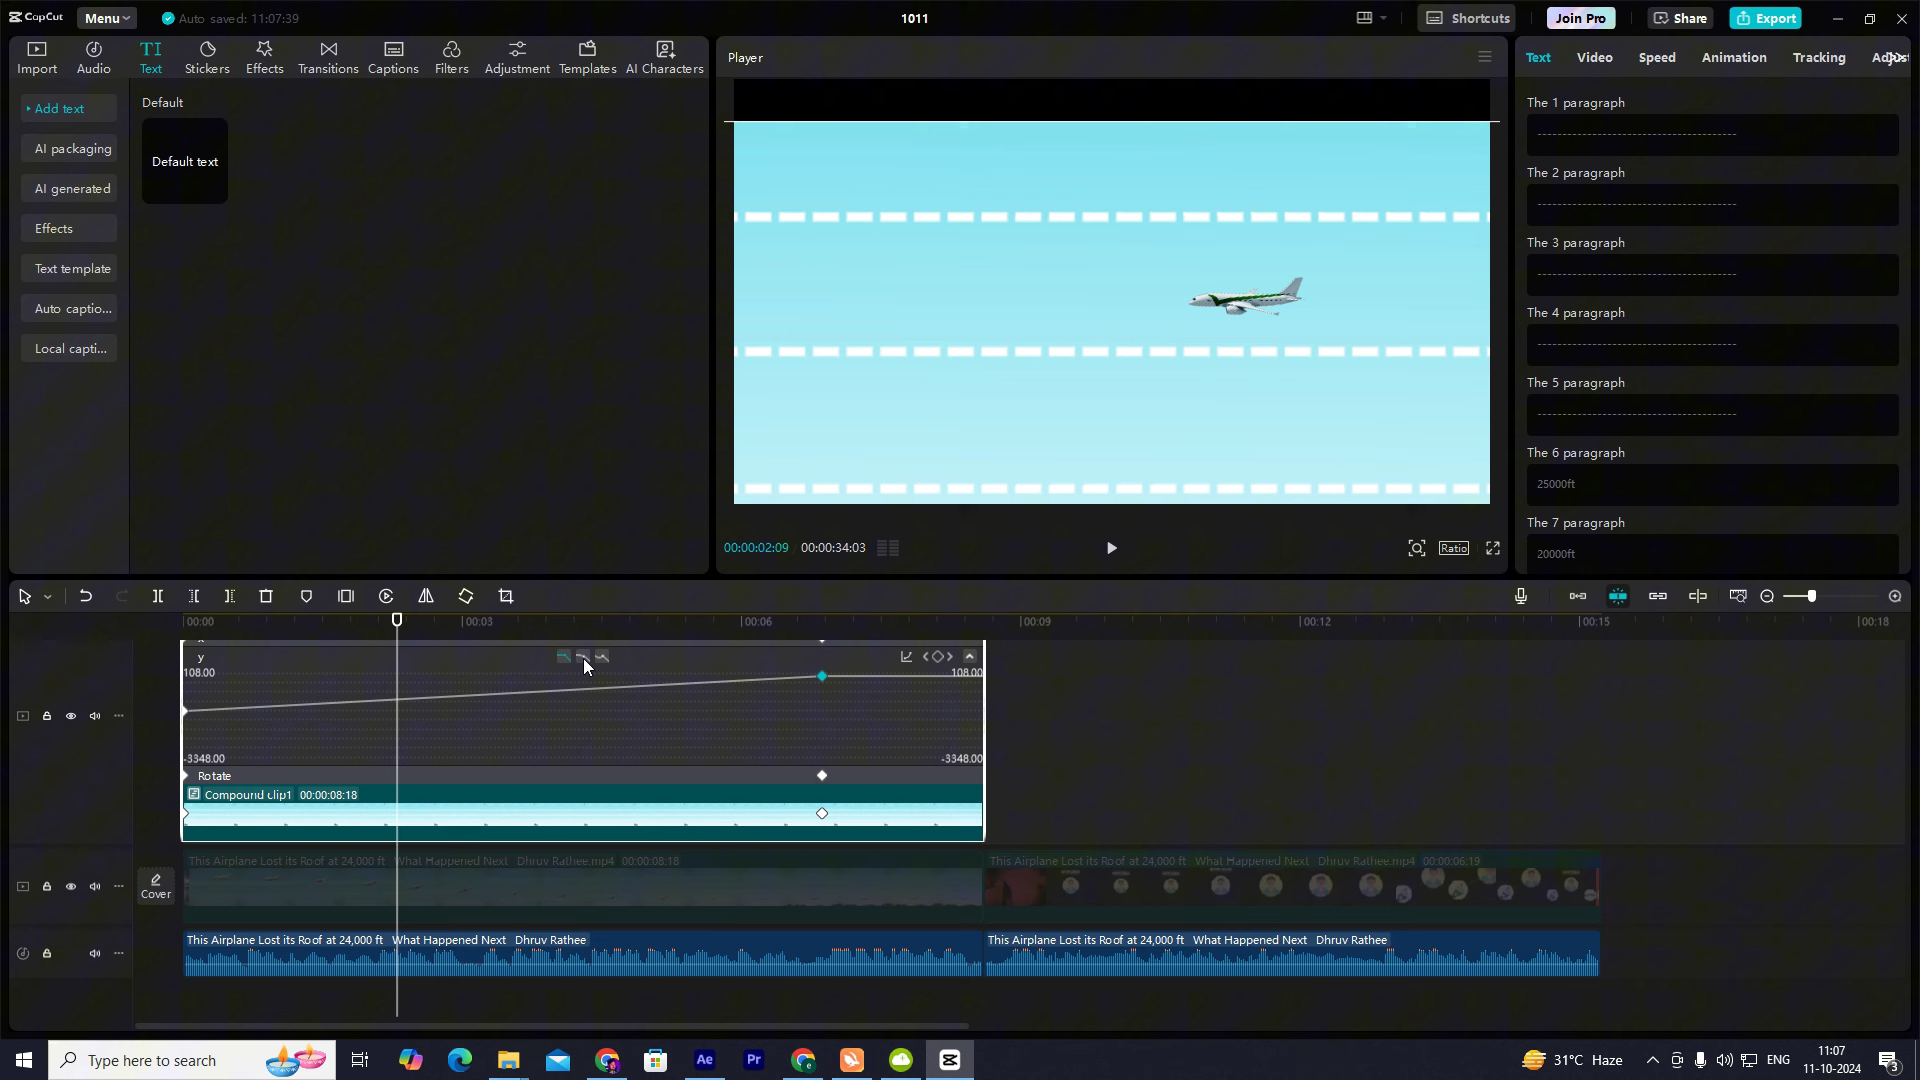 CapCut
Menu
Auto saved: 11:07:39
1011
Shortcuts
Join Pro
Share
Export
Import
Audio
TI
Text
Stickers
Effects
Transitions
Captions
Filters
Adjustment
Templates
AI Characters
Add text
AI packaging
AI generated
Effects
Text template
Auto captio...
Local capti...
Default
Default text
Player
00:00:02:09
00:00:34:03
Ratio
Text
Video
Speed
Animation
Tracking
The 1 paragraph
---------------------------------------
The 2 paragraph
---------------------------------------
The 3 paragraph
---------------------------------------
The 4 paragraph
---------------------------------------
The 5 paragraph
---------------------------------------
The 6 paragraph
25000ft
The 7 paragraph
20000ft
00:00
00:03
00:06
00:09
00:12
00:15
00:18
y
108.00
108.00
-3348.00
-3348.00
Rotate
Compound clip1 00:00:08:18
Cover
This Airplane Lost its Roof at 24,000 ft What Happened Next Dhruv Rathee.mp4 00:00:08:18
This Airplane Lost its Roof at 24,000 ft What Happened Next Dhruv Rathee.mp4 00:00:06:19
This Airplane Lost its Roof at 24,000 ft What Happened Next Dhruv Rathee
This Airplane Lost its Roof at 24,000 ft What Happened Next Dhruv Rathee
Type here to search
Ae
Pr
31°C Haze
ENG
11:07
11-10-2024
3